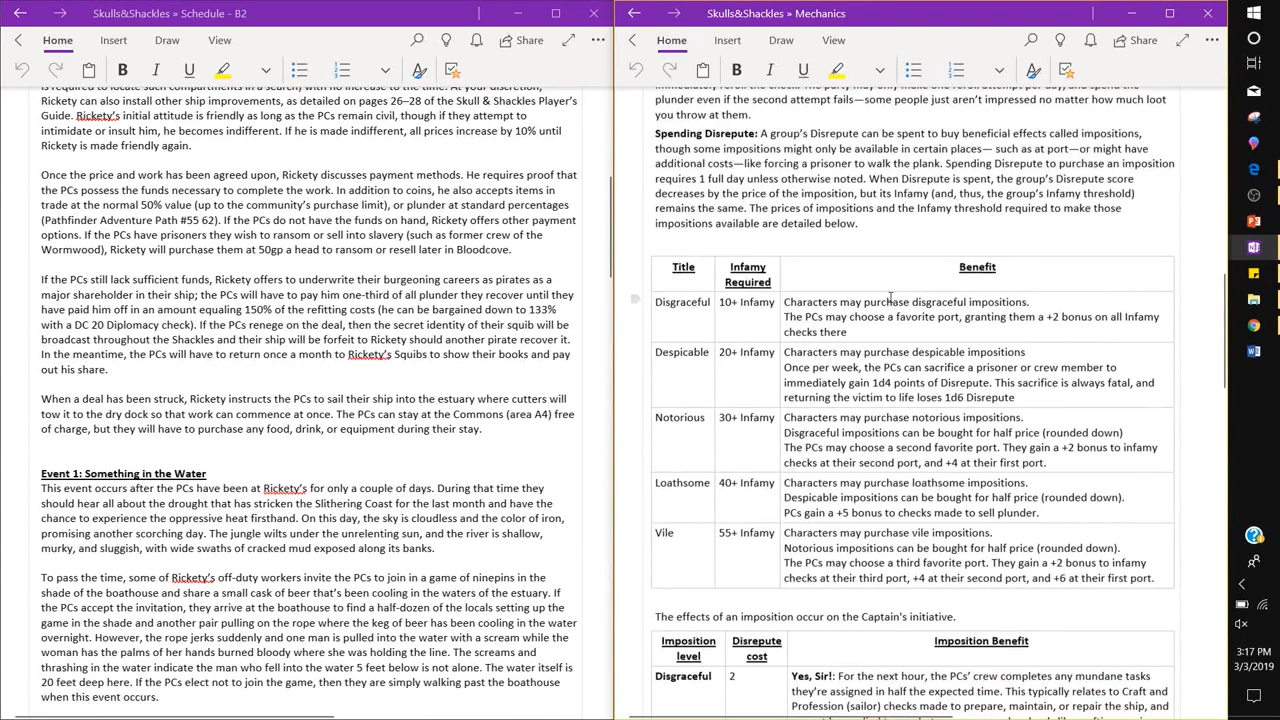 Skulls&Shackles » Schedule - B2
Home Insert Draw View Share
B I U
is required to locate such compartments in a search) with no increase to the time. At your discretion,
Rickety can also install other ship improvements, as detailed on pages 26–28 of the Skull & Shackles Player's
Guide. Rickety's initial attitude is friendly as long as the PCs remain civil, though if they attempt to
intimidate or insult him, he becomes indifferent. If he is made indifferent, all prices increase by 10% until
Rickety is made friendly again.
Once the price and work has been agreed upon, Rickety discusses payment methods. He requires proof that
the PCs possess the funds necessary to complete the work. In addition to coins, he also accepts items in
trade at the normal 50% value (up to the community's purchase limit), or plunder at standard percentages
(Pathfinder Adventure Path #55 62). If the PCs do not have the funds on hand, Rickety offers other payment
options. If the PCs have prisoners they wish to ransom or sell into slavery (such as former crew of the
Wormwood), Rickety will purchase them at 50gp a head to ransom or resell later in Bloodcove.
If the PCs still lack sufficient funds, Rickety offers to underwrite their burgeoning careers as pirates as a
major shareholder in their ship; the PCs will have to pay him one-third of all plunder they recover until they
have paid him off in an amount equaling 150% of the refitting costs (he can be bargained down to 133%
with a DC 20 Diplomacy check). If the PCs renege on the deal, then the secret identity of their squib will be
broadcast throughout the Shackles and their ship will be forfeit to Rickety should another pirate recover it.
In the meantime, the PCs will have to return once a month to Rickety's Squibs to show their books and pay
out his share.
When a deal has been struck, Rickety instructs the PCs to sail their ship into the estuary where cutters will
tow it to the dry dock so that work can commence at once. The PCs can stay at the Commons (area A4) free
of charge, but they will have to purchase any food, drink, or equipment during their stay.
Event 1: Something in the Water
This event occurs after the PCs have been at Rickety's for only a couple of days. During that time they
should hear all about the drought that has stricken the Slithering Coast for the last month and have the
chance to experience the oppressive heat firsthand. On this day, the sky is cloudless and the color of iron,
promising another scorching day. The jungle wilts under the unrelenting sun, and the river is shallow,
murky, and sluggish, with wide swaths of cracked mud exposed along its banks.
To pass the time, some of Rickety's off-duty workers invite the PCs to join in a game of ninepins in the
shade of the boathouse and share a small cask of beer that's been cooling in the waters of the estuary. If
the PCs accept the invitation, they arrive at the boathouse to find a half-dozen of the locals setting up the
game in the shade and another pair pulling on the rope where the keg of beer has been cooling in the water
overnight. However, the rope jerks suddenly and one man is pulled into the water with a scream while the
woman has the palms of her hands burned bloody where she was holding the line. The screams and
thrashing in the water indicate the man who fell into the water 5 feet below is not alone. The water itself is
20 feet deep here. If the PCs elect not to join the game, then they are simply walking past the boathouse
when this event occurs.
Skulls&Shackles » Mechanics
Home Insert Draw View Share
B I U
immediately reroll the check. The party may only make one reroll attempt per day, and spend the
plunder even if the second attempt fails—some people just aren't impressed no matter how much loot
you throw at them.
Spending Disrepute: A group's Disrepute can be spent to buy beneficial effects called impositions,
though some impositions might only be available in certain places— such as at port—or might have
additional costs—like forcing a prisoner to walk the plank. Spending Disrepute to purchase an imposition
requires 1 full day unless otherwise noted. When Disrepute is spent, the group's Disrepute score
decreases by the price of the imposition, but its Infamy (and, thus, the group's Infamy threshold)
remains the same. The prices of impositions and the Infamy threshold required to make those
impositions available are detailed below.
Title Infamy Required Benefit
Disgraceful 10+ Infamy Characters may purchase disgraceful impositions.
The PCs may choose a favorite port, granting them a +2 bonus on all Infamy
checks there
Despicable 20+ Infamy Characters may purchase despicable impositions
Once per week, the PCs can sacrifice a prisoner or crew member to
immediately gain 1d4 points of Disrepute. This sacrifice is always fatal, and
returning the victim to life loses 1d6 Disrepute
Notorious 30+ Infamy Characters may purchase notorious impositions.
Disgraceful impositions can be bought for half price (rounded down)
The PCs may choose a second favorite port. They gain a +2 bonus to infamy
checks at their second port, and +4 at their first port.
Loathsome 40+ Infamy Characters may purchase loathsome impositions.
Despicable impositions can be bought for half price (rounded down).
PCs gain a +5 bonus to checks made to sell plunder.
Vile 55+ Infamy Characters may purchase vile impositions.
Notorious impositions can be bought for half price (rounded down).
The PCs may choose a third favorite port. They gain a +2 bonus to infamy
checks at their third port, +4 at their second port, and +6 at their first port.
The effects of an imposition occur on the Captain's initiative.
Imposition level Disrepute cost Imposition Benefit
Disgraceful 2 Yes, Sir!: For the next hour, the PCs' crew completes any mundane tasks
they're assigned in half the expected time. This typically relates to Craft and
Profession (sailor) checks made to prepare, maintain, or repair the ship, and
3:17 PM
3/3/2019